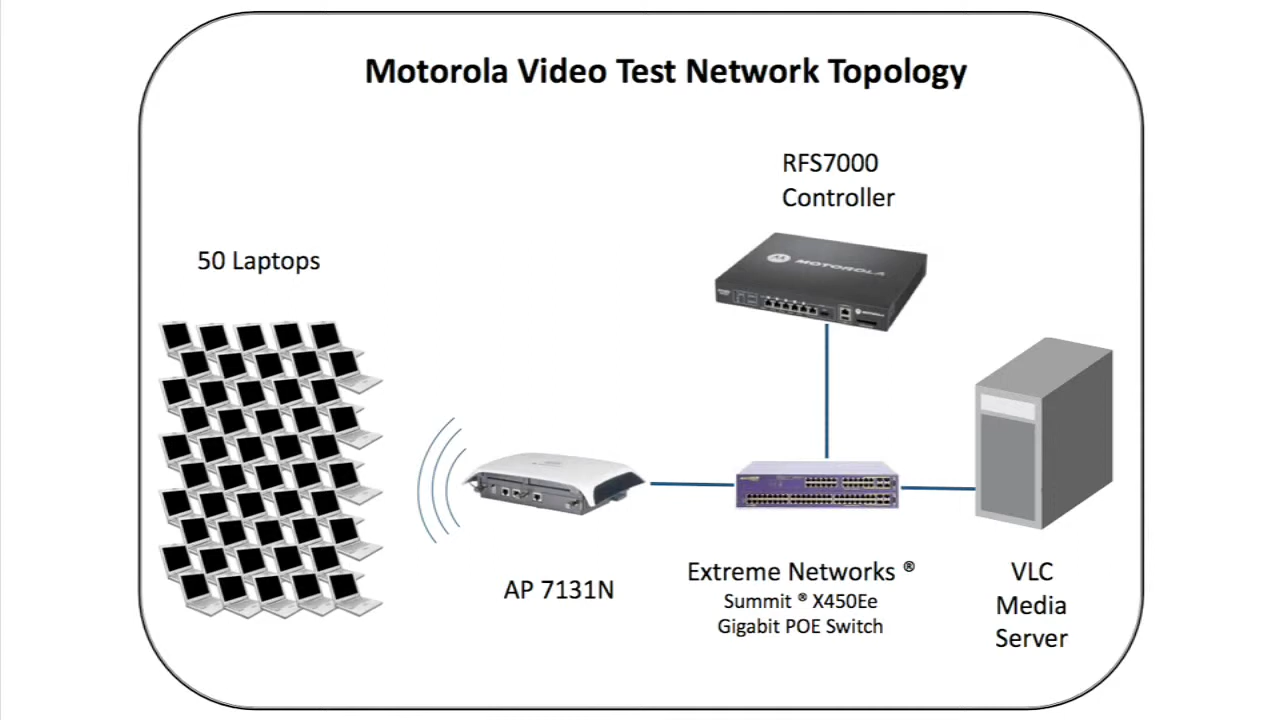 Motorola Video Test Network Topology
RFS7000
Controller
50 Laptops
MOTOROLA
AP 7131N
Extreme Networks ®
Summit ® X450Ee
Gigabit POE Switch
VLC
Media
Server